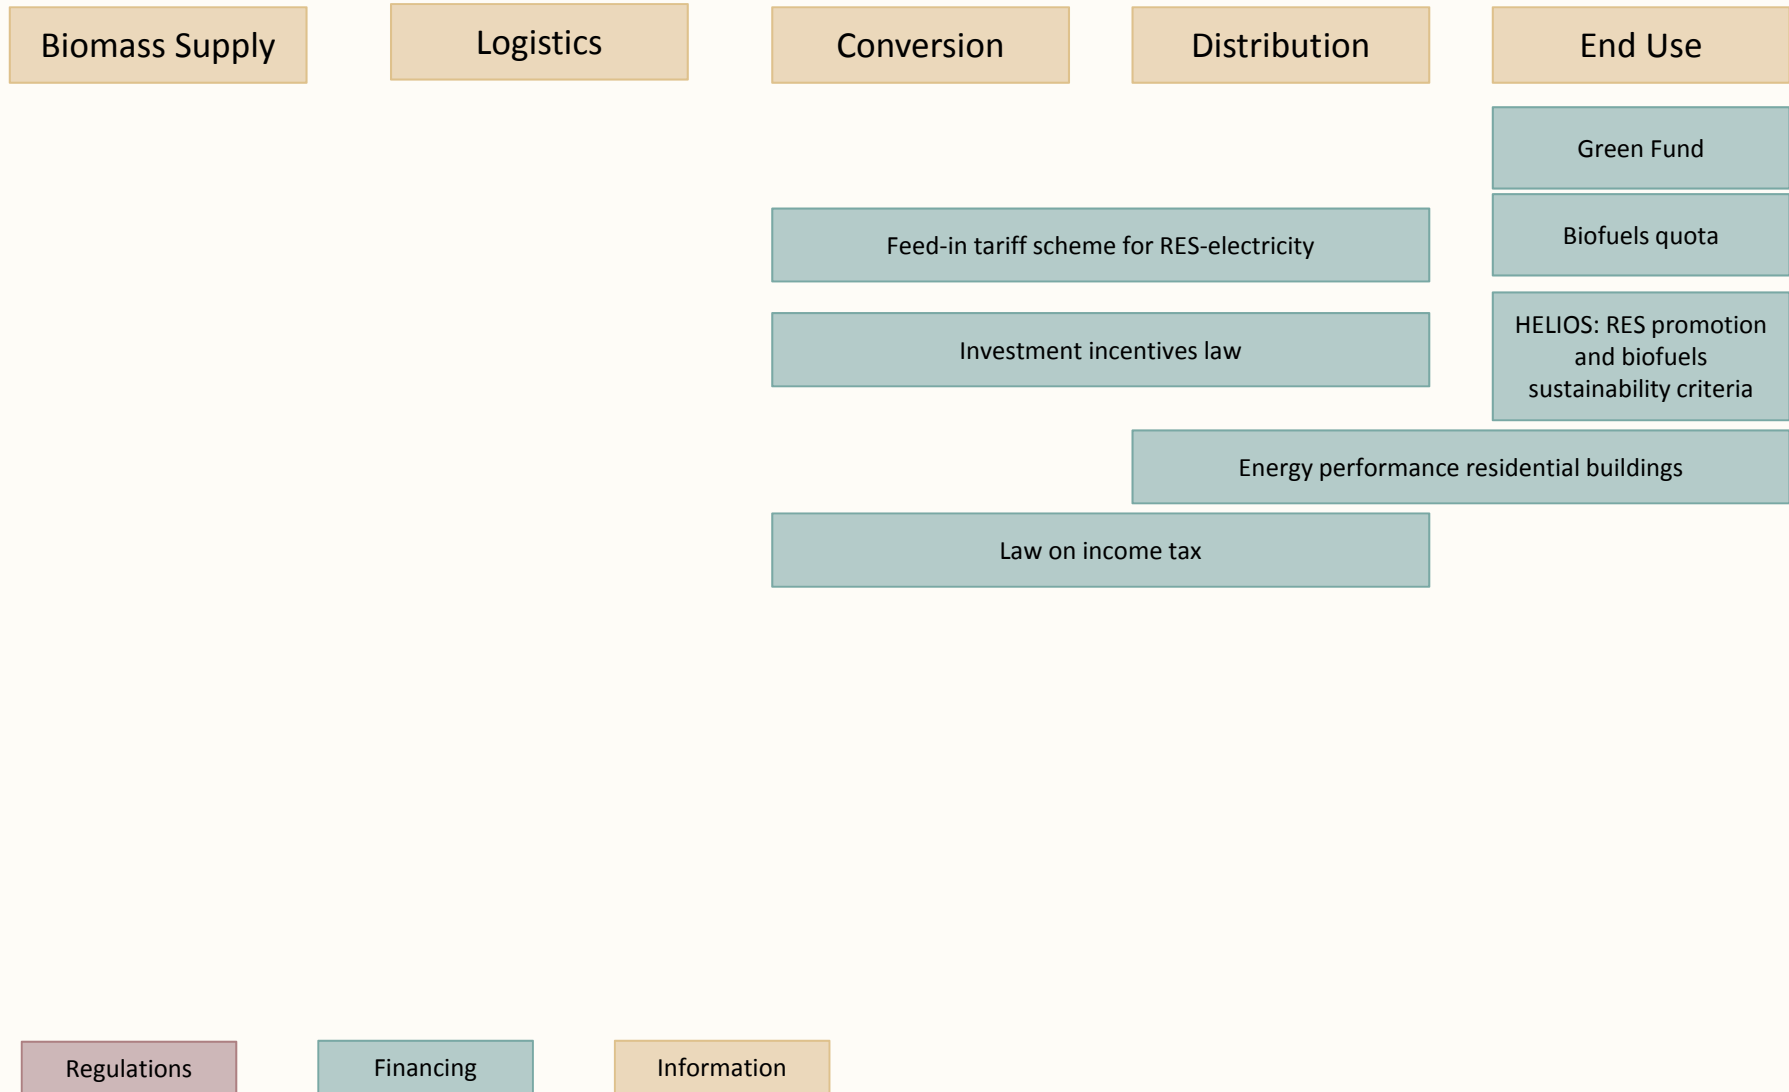 Biomass Supply
Logistics
Conversion
Distribution
End Use
Green Fund
Feed-in tariff scheme for RES-electricity
Biofuels quota
Investment incentives law
HELIOS: RES promotion
and biofuels
sustainability criteria
Energy performance residential buildings
Law on income tax
Regulations
Financing
Information